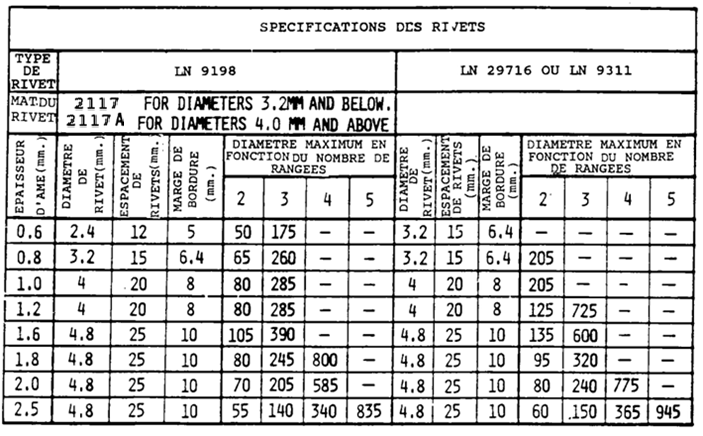 SPECIFICATIONS DES RIVETS
TYPE DE RIVET LN 9198 LN 29716 OU LN 9311
MAT.DU RIVET 2117 FOR DIAMETERS 3.2MM AND BELOW.
2117A FOR DIAMETERS 4.0 MM AND ABOVE
EPAISSEUR D'AME(mm.) DIAMETRE DE RIVET(mm.) ESPACEMENT DE RIVETS(mm.) MARGE DE BORDURE (mm.) DIAMETRE MAXIMUM EN FONCTION DU NOMBRE DE RANGEES DIAMETRE DE RIVET(mm.) ESPACEMENT DE RIVETS (mm.) MARGE DE BORDURE (mm.) DIAMETRE MAXIMUM EN FONCTION DU NOMBRE DE RANGEES
2 3 4 5 2 3 4 5
0.6 2.4 12 5 50 175 — — 3.2 15 6.4 — — — —
0.8 3.2 15 6.4 65 260 — — 3.2 15 6.4 205 — — —
1.0 4 20 8 80 285 — — 4 20 8 205 — — —
1.2 4 20 8 80 285 — — 4 20 8 125 725 — —
1.6 4.8 25 10 105 390 — — 4.8 25 10 135 600 — —
1.8 4.8 25 10 80 245 800 — 4.8 25 10 95 320 — —
2.0 4.8 25 10 70 205 585 — 4.8 25 10 80 240 775 —
2.5 4.8 25 10 55 140 340 835 4.8 25 10 60 .150 365 945